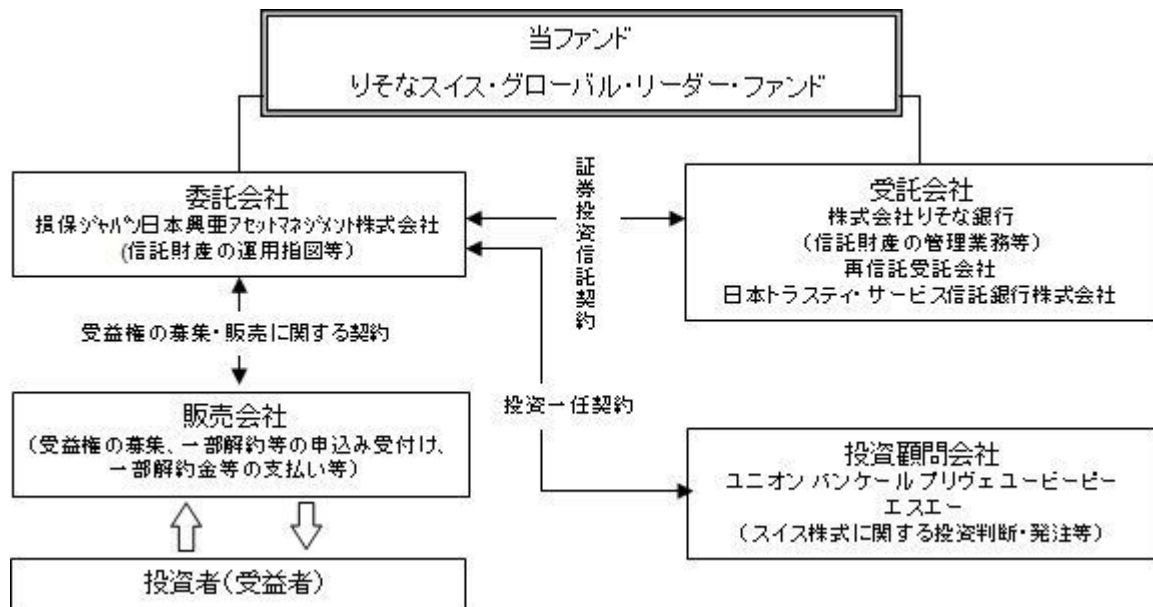 当ファンド
りそなスイス・グローバル・リーダー・ファンド
委託会社
損保ジャパン日本興亜アセットマネジメント株式会社
(信託財産の運用指図等)
証券投資信託契約
受託会社
株式会社りそな銀行
(信託財産の管理業務等)
再信託受託会社
日本トラスティ・サービス信託銀行株式会社
受益権の募集・販売に関する契約
販売会社
(受益権の募集、一部解約等の申込み受付け、
一部解約金等の支払い等)
投資一任契約
投資顧問会社
ユニオン バンケール プリヴェ ユービーピー
エスエー
(スイス株式に関する投資判断・発注等)
投資者(受益者)